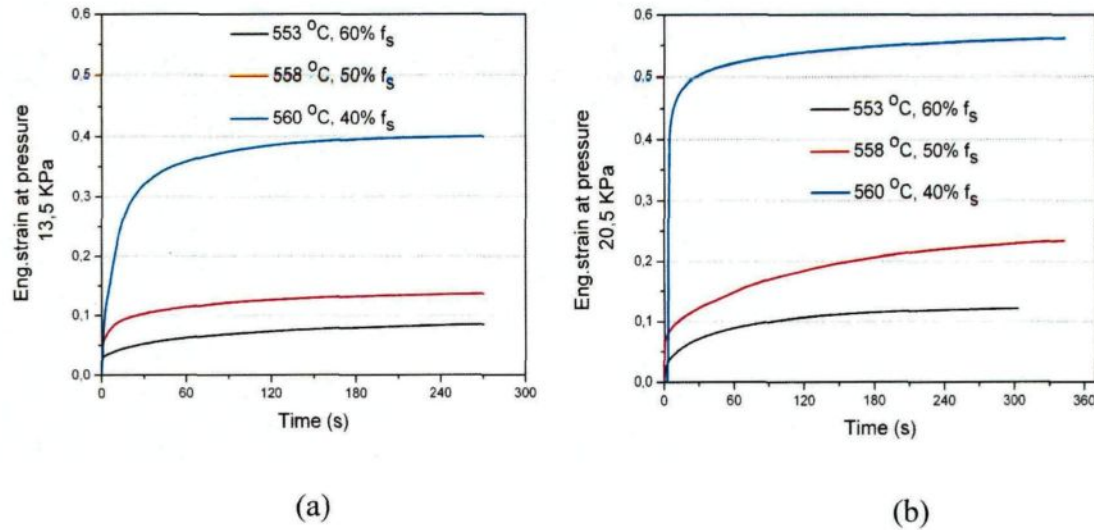 0,6
0,5
0,4
0,3
0,2
0,1
0,0
Eng.strain at pressure
13,5 KPa
553 °C, 60% fs
558 °C, 50% fs
560 °C, 40% fs
0 60 120 180 240 300
Time (s)
(a)
0,6
0,5
0,4
0,3
0,2
0,1
0,0
Eng.strain at pressure
20,5 KPa
553 °C, 60% fs
558 °C, 50% fs
560 °C, 40% fs
0 60 120 180 240 300 360
Time (s)
(b)